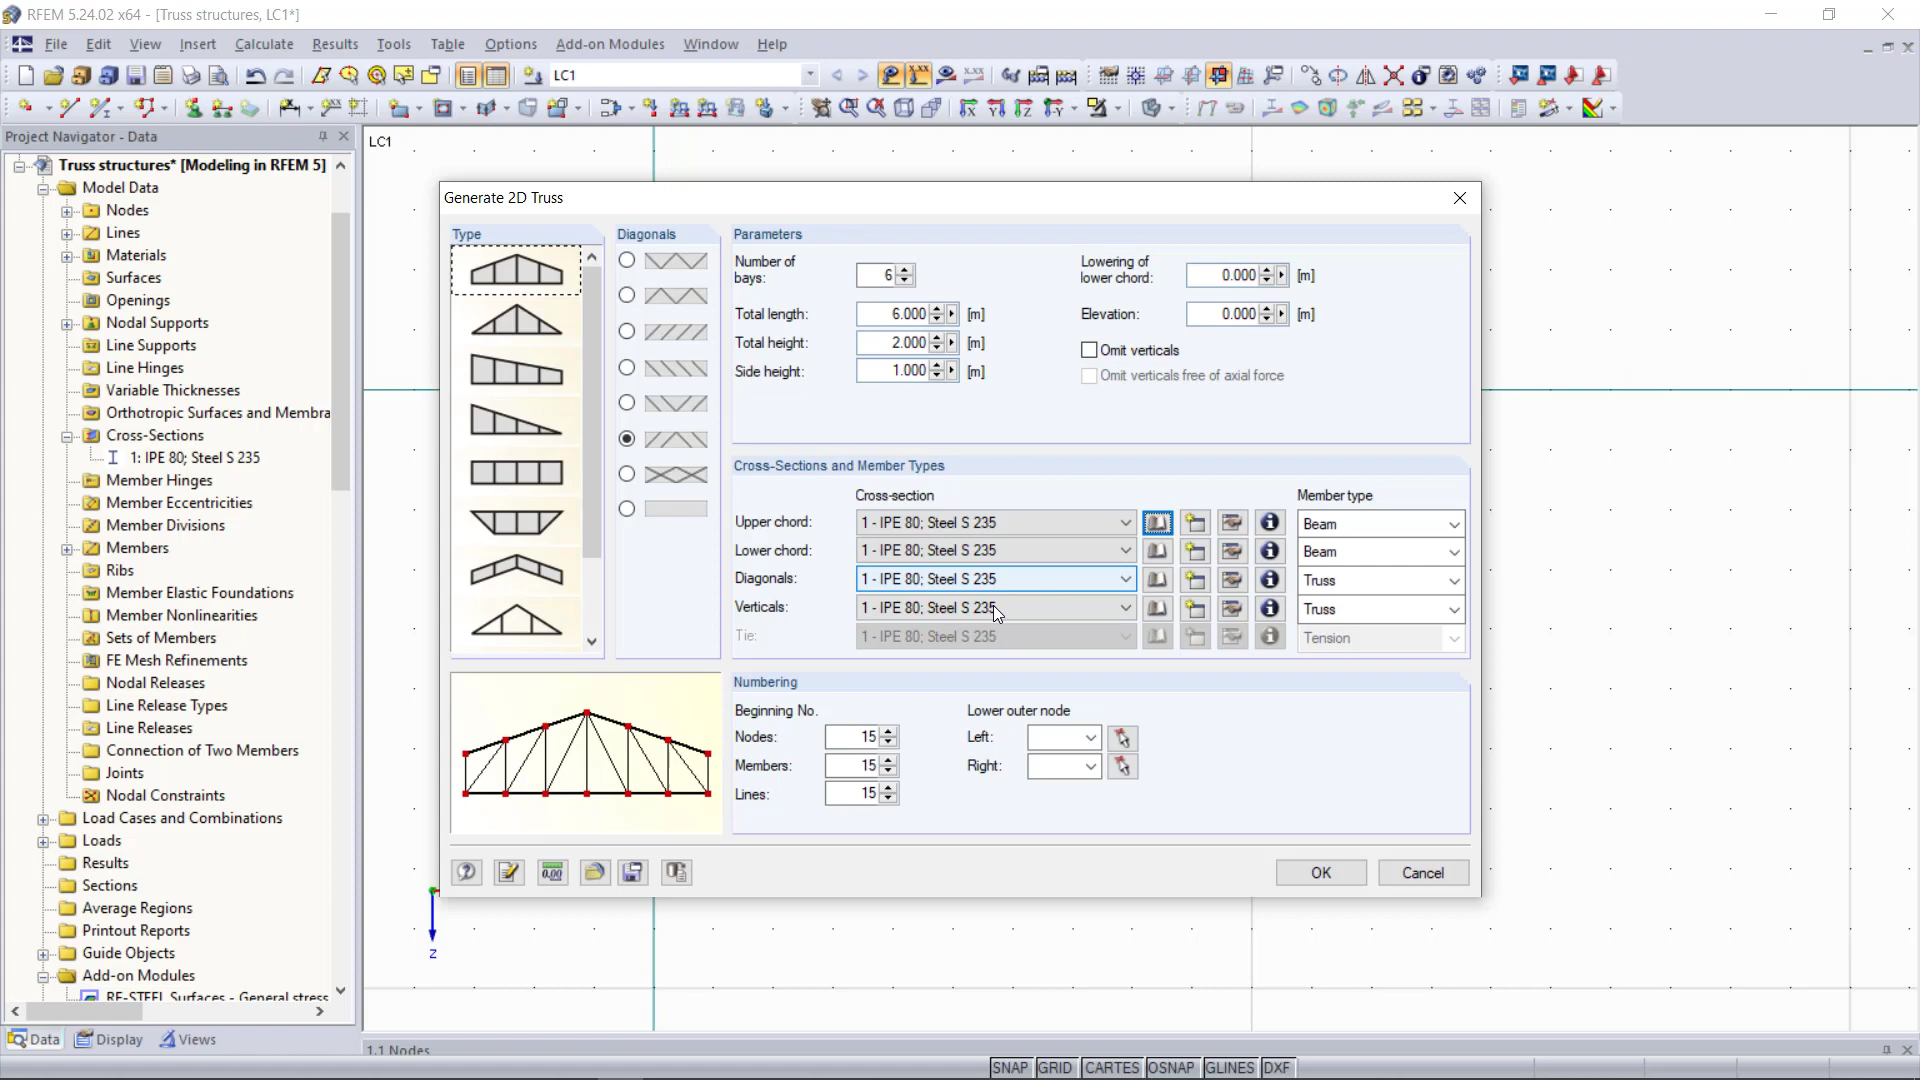 RFEM 5.24.02 x64 - [Truss structures, LC1*]
File Edit View Insert Calculate Results Tools Table Options Add-on Modules Window Help
LC1
Project Navigator - Data
LC1
Truss structures* [Modeling in RFEM 5]
Model Data
Nodes
Lines
Materials
Surfaces
Openings
Nodal Supports
Line Supports
Line Hinges
Variable Thicknesses
Orthotropic Surfaces and Membra
Cross-Sections
1: IPE 80; Steel S 235
Member Hinges
Member Eccentricities
Member Divisions
Members
Ribs
Member Elastic Foundations
Member Nonlinearities
Sets of Members
FE Mesh Refinements
Nodal Releases
Line Release Types
Line Releases
Connection of Two Members
Joints
Nodal Constraints
Load Cases and Combinations
Loads
Results
Sections
Average Regions
Printout Reports
Guide Objects
Add-on Modules
RF-STEEL Surfaces - General stress
Data Display Views
Generate 2D Truss
Type
Diagonals
Parameters
Number of bays: 6
Total length: 6.000 [m]
Total height: 2.000 [m]
Side height: 1.000 [m]
Lowering of lower chord: 0.000 [m]
Elevation: 0.000 [m]
Omit verticals
Omit verticals free of axial force
Cross-Sections and Member Types
Cross-section Member type
Upper chord: 1 - IPE 80; Steel S 235 Beam
Lower chord: 1 - IPE 80; Steel S 235 Beam
Diagonals: 1 - IPE 80; Steel S 235 Truss
Verticals: 1 - IPE 80; Steel S 235 Truss
Tie: 1 - IPE 80; Steel S 235 Tension
Numbering
Beginning No. Lower outer node
Nodes: 15 Left:
Members: 15 Right:
Lines: 15
OK Cancel
Z
1.1 Nodes
SNAP GRID CARTES OSNAP GLINES DXF